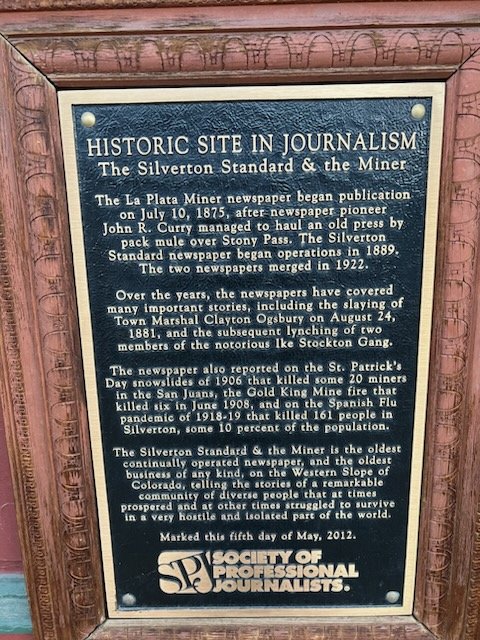 HISTORIC SITE IN JOURNALISM
The Silverton Standard & the Miner
The La Plata Miner newspaper began publication
on July 10, 1875, after newspaper pioneer
John R. Curry managed to haul an old press by
pack mule over Stony Pass. The Silverton
Standard newspaper began operations in 1889.
The two newspapers merged in 1922.
Over the years, the newspapers have covered
many important stories, including the slaying of
Town Marshal Clayton Ogsbury on August 24,
1881, and the subsequent lynching of two
members of the notorious Ike Stockton Gang.
The newspaper also reported on the St. Patrick's
Day snowslides of 1906 that killed some 20 miners
in the San Juans, the Gold King Mine fire that
killed six in June 1908, and on the Spanish Flu
pandemic of 1918-19 that killed 161 people in
Silverton, some 10 percent of the population.
The Silverton Standard & the Miner is the oldest
continually operated newspaper, and the oldest
business of any kind, on the Western Slope of
Colorado, telling the stories of a remarkable
community of diverse people that at times
prospered and at other times struggled to survive
in a very hostile and isolated part of the world.
Marked this fifth day of May, 2012.
SPJ SOCIETY OF
PROFESSIONAL
JOURNALISTS.